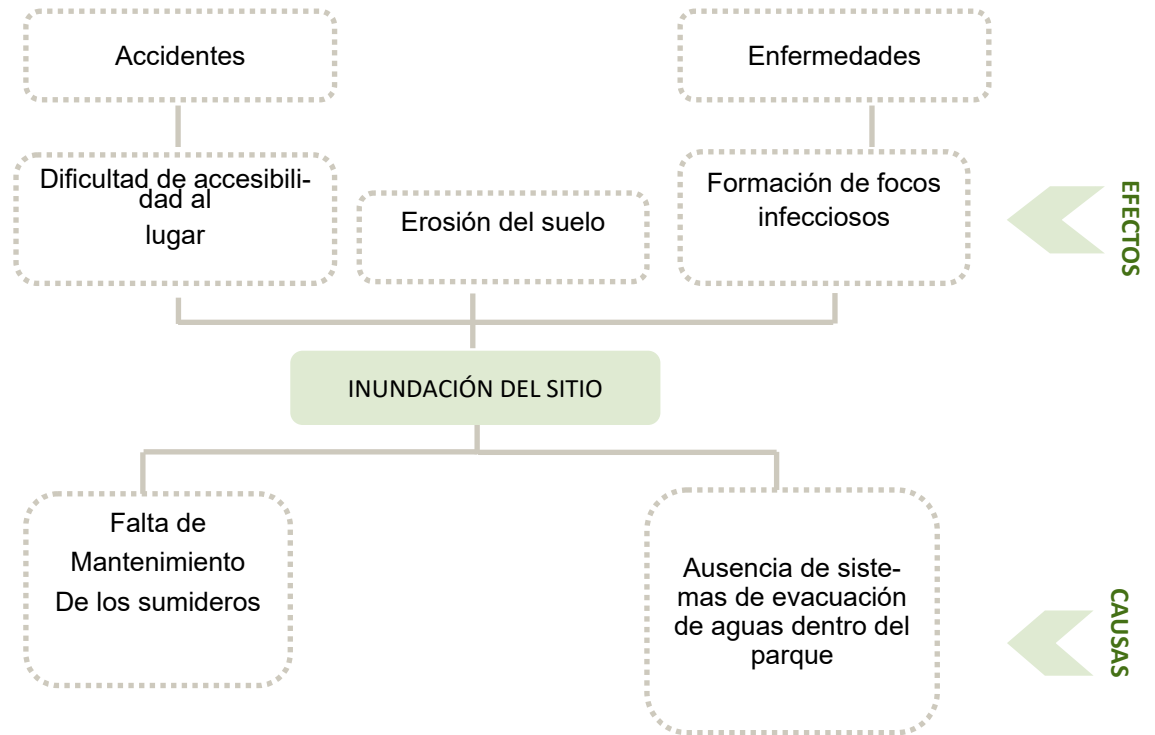 Accidentes
Enfermedades
Dificultad de accesibili-
dad al
lugar
Erosión del suelo
Formación de focos
infecciosos
EFECTOS
INUNDACIÓN DEL SITIO
Falta de
Mantenimiento
De los sumideros
Ausencia de siste-
mas de evacuación
de aguas dentro del
parque
CAUSAS